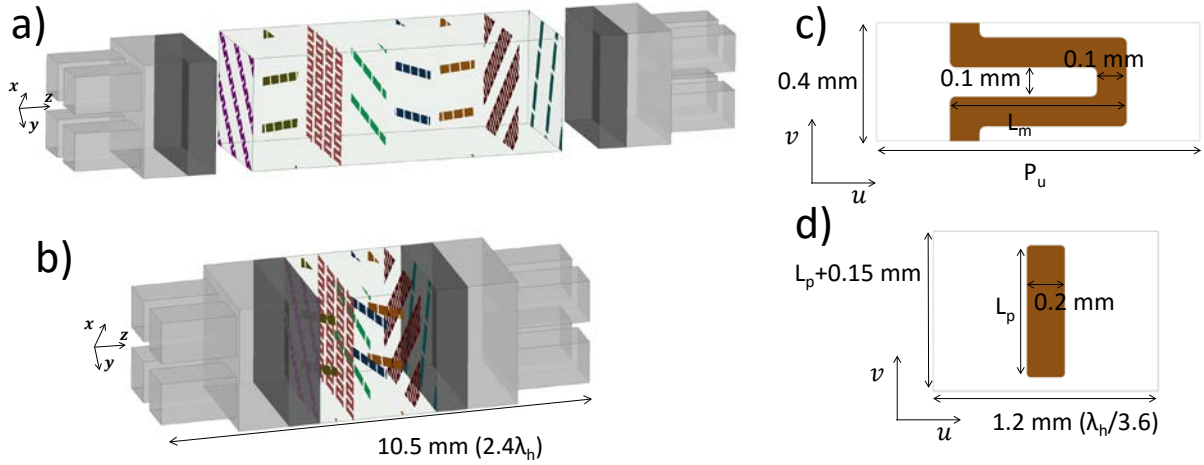 a)
x
z
y
b)
x
z
y
10.5 mm (2.4λₕ)
c)
0.4 mm
0.1 mm
0.1 mm
Lₘ
v
u
Pᵤ
d)
Lₚ+0.15 mm
Lₚ
0.2 mm
v
u
1.2 mm (λₕ/3.6)